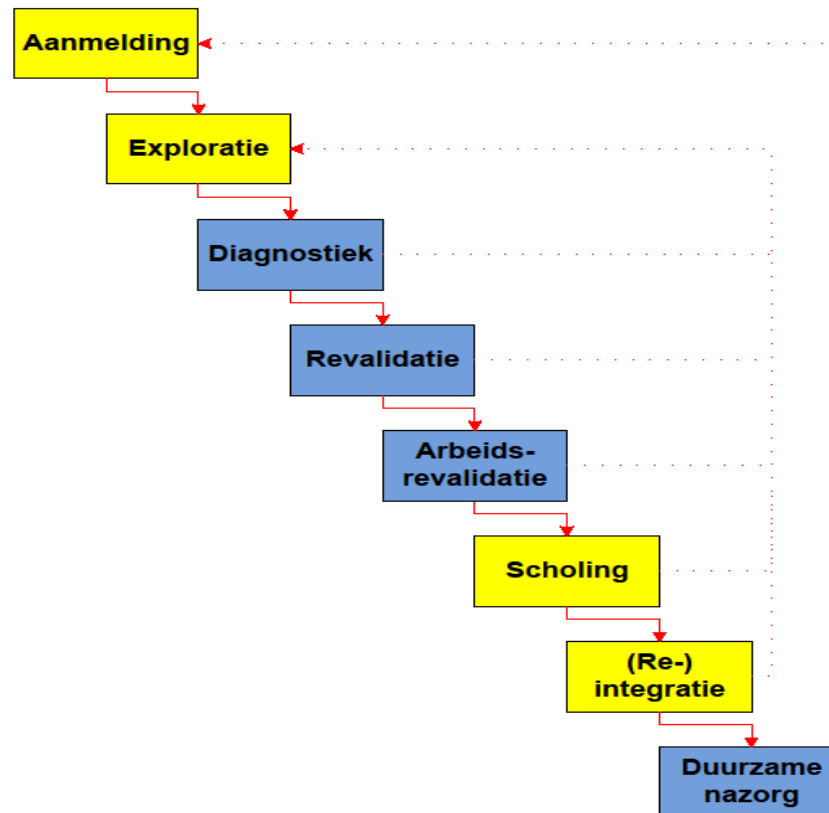 Aanmelding
Exploratie
Diagnostiek
Revalidatie
Arbeids-
revalidatie
Scholing
(Re-)
integratie
Duurzame
nazorg